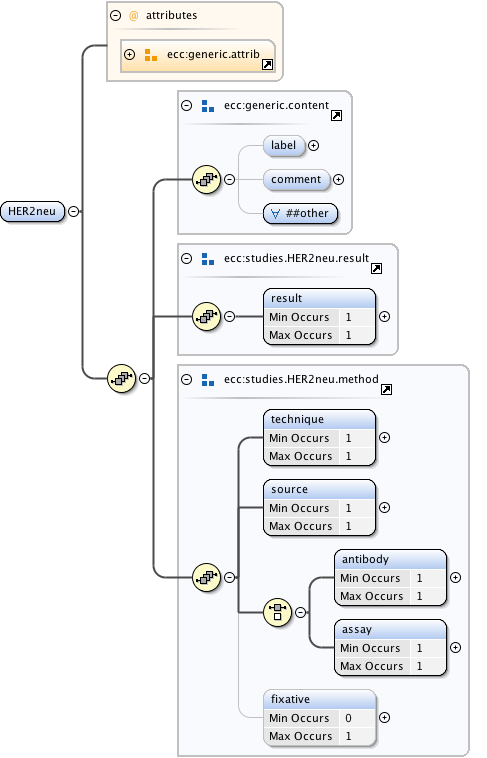 @ attributes
ecc:generic.attrib
ecc:generic.content
label
comment
∀ ##other
HER2neu
ecc:studies.HER2neu.result
result
Min Occurs 1
Max Occurs 1
ecc:studies.HER2neu.method
technique
Min Occurs 1
Max Occurs 1
source
Min Occurs 1
Max Occurs 1
antibody
Min Occurs 1
Max Occurs 1
assay
Min Occurs 1
Max Occurs 1
fixative
Min Occurs 0
Max Occurs 1